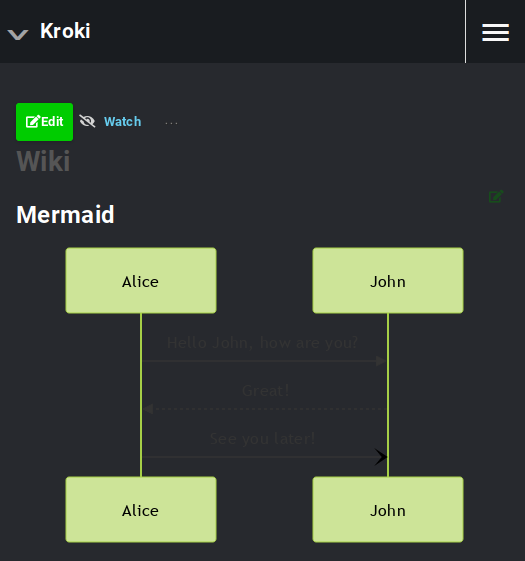 Kroki
Edit Watch ...
Wiki
Mermaid
Alice John
Hello John, how are you?
Great!
See you later!
Alice John